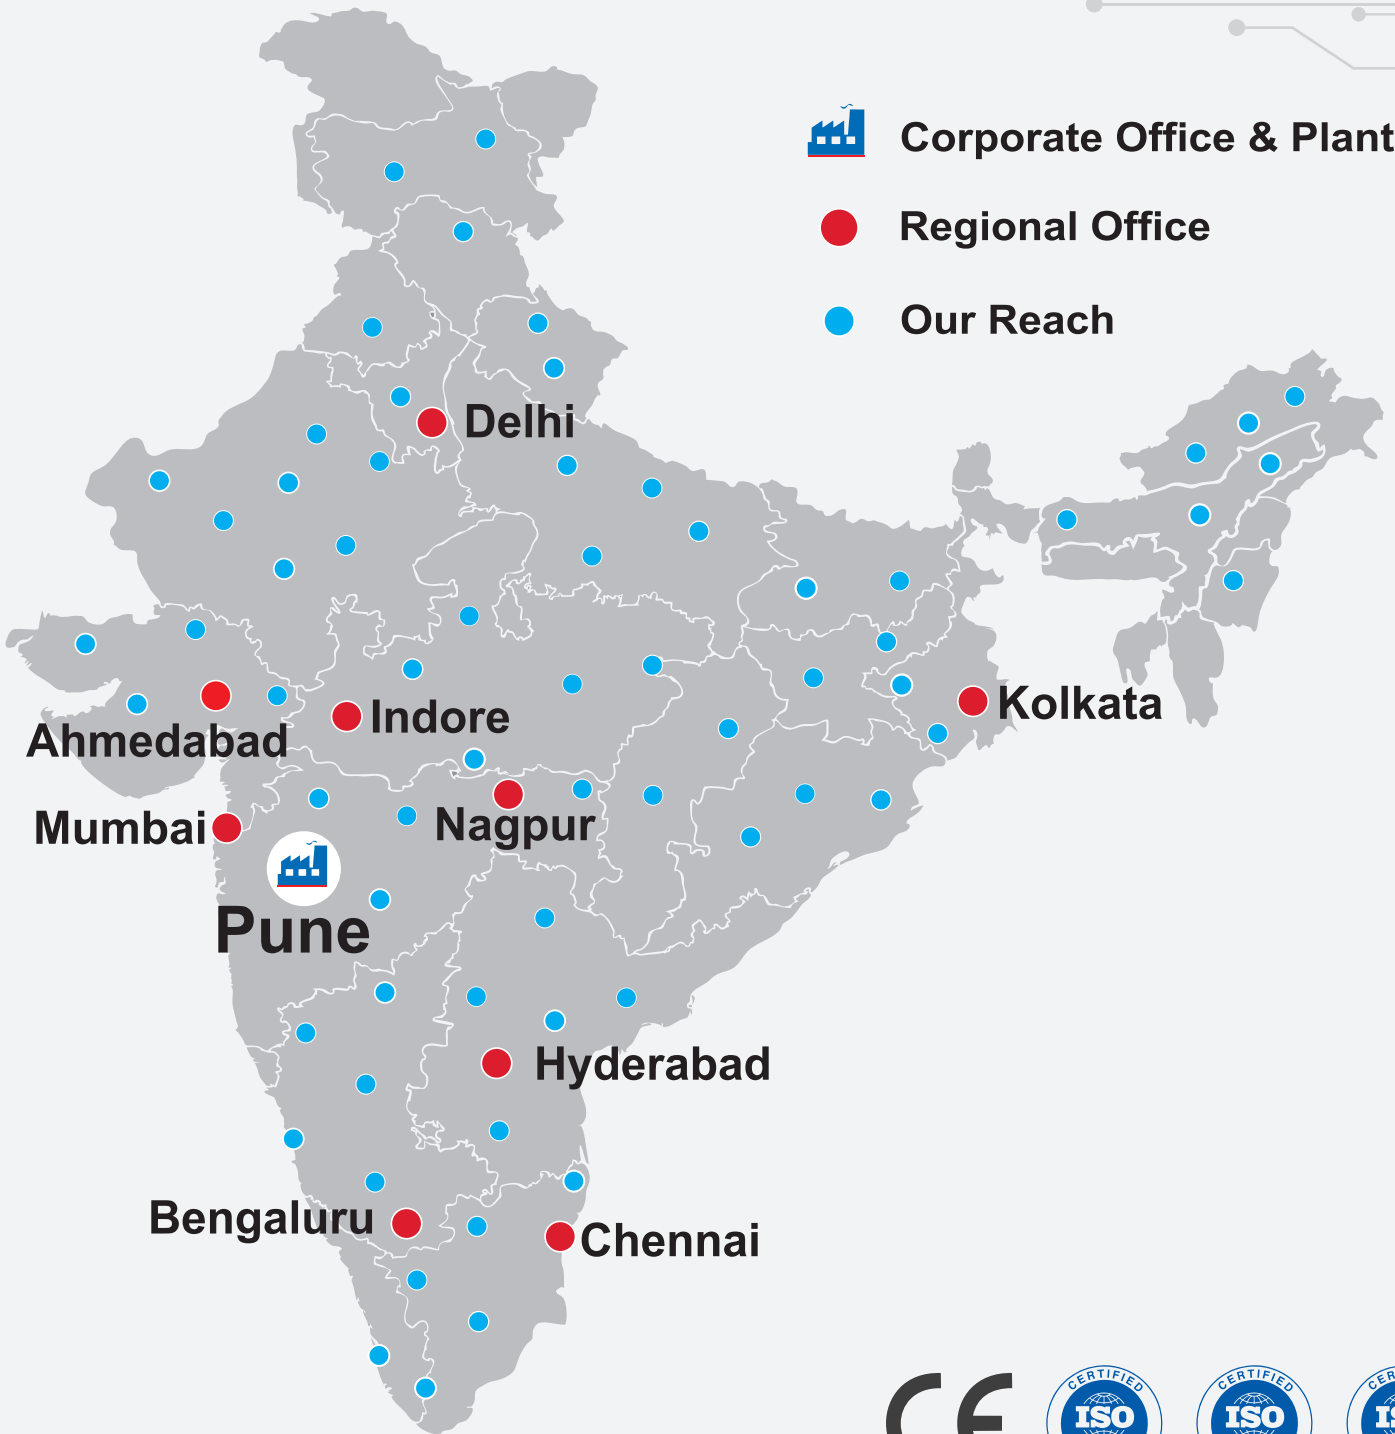 Corporate Office & Plant
Regional Office
Our Reach
Delhi
Kolkata
Indore
Ahmedabad
Nagpur
Mumbai
Pune
Hyderabad
Bengaluru
Chennai
CE
CERTIFIED
ISO
CERTIFIED
ISO